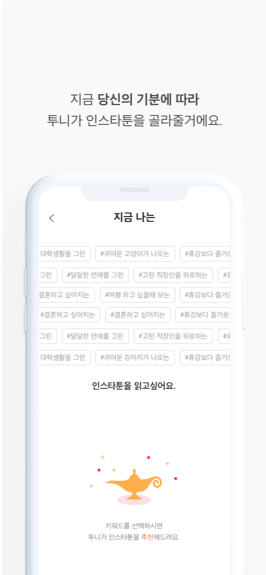 지금 당신의 기분에 따라
투니가 인스타툰을 골라줄거에요.
지금 나는
대학생활을 그린 #귀여운 고양이가 나오는 #휴강보다 즐거운
그린 #달달한 연애를 그린 #고된 직장인을 위로하는
결혼하고 싶어지는 #여행 하고 싶을때 보는 #휴강보다 즐거운
#결혼하고 싶어지는 #결혼하고 싶어지는 #휴강보다 즐거운
그린 #달달한 연애를 그린 #고된 직장인을 위로하는
대학생활을 그린 #귀여운 강아지가 나오는 #휴강보다 즐거운
인스타툰을 읽고싶어요.
키워드를 선택하시면
투니가 인스타툰을 추천해드려요.